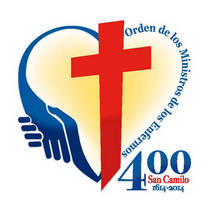 Orden de los Ministros de los Enfermos
400
San Camilo
1614-2014